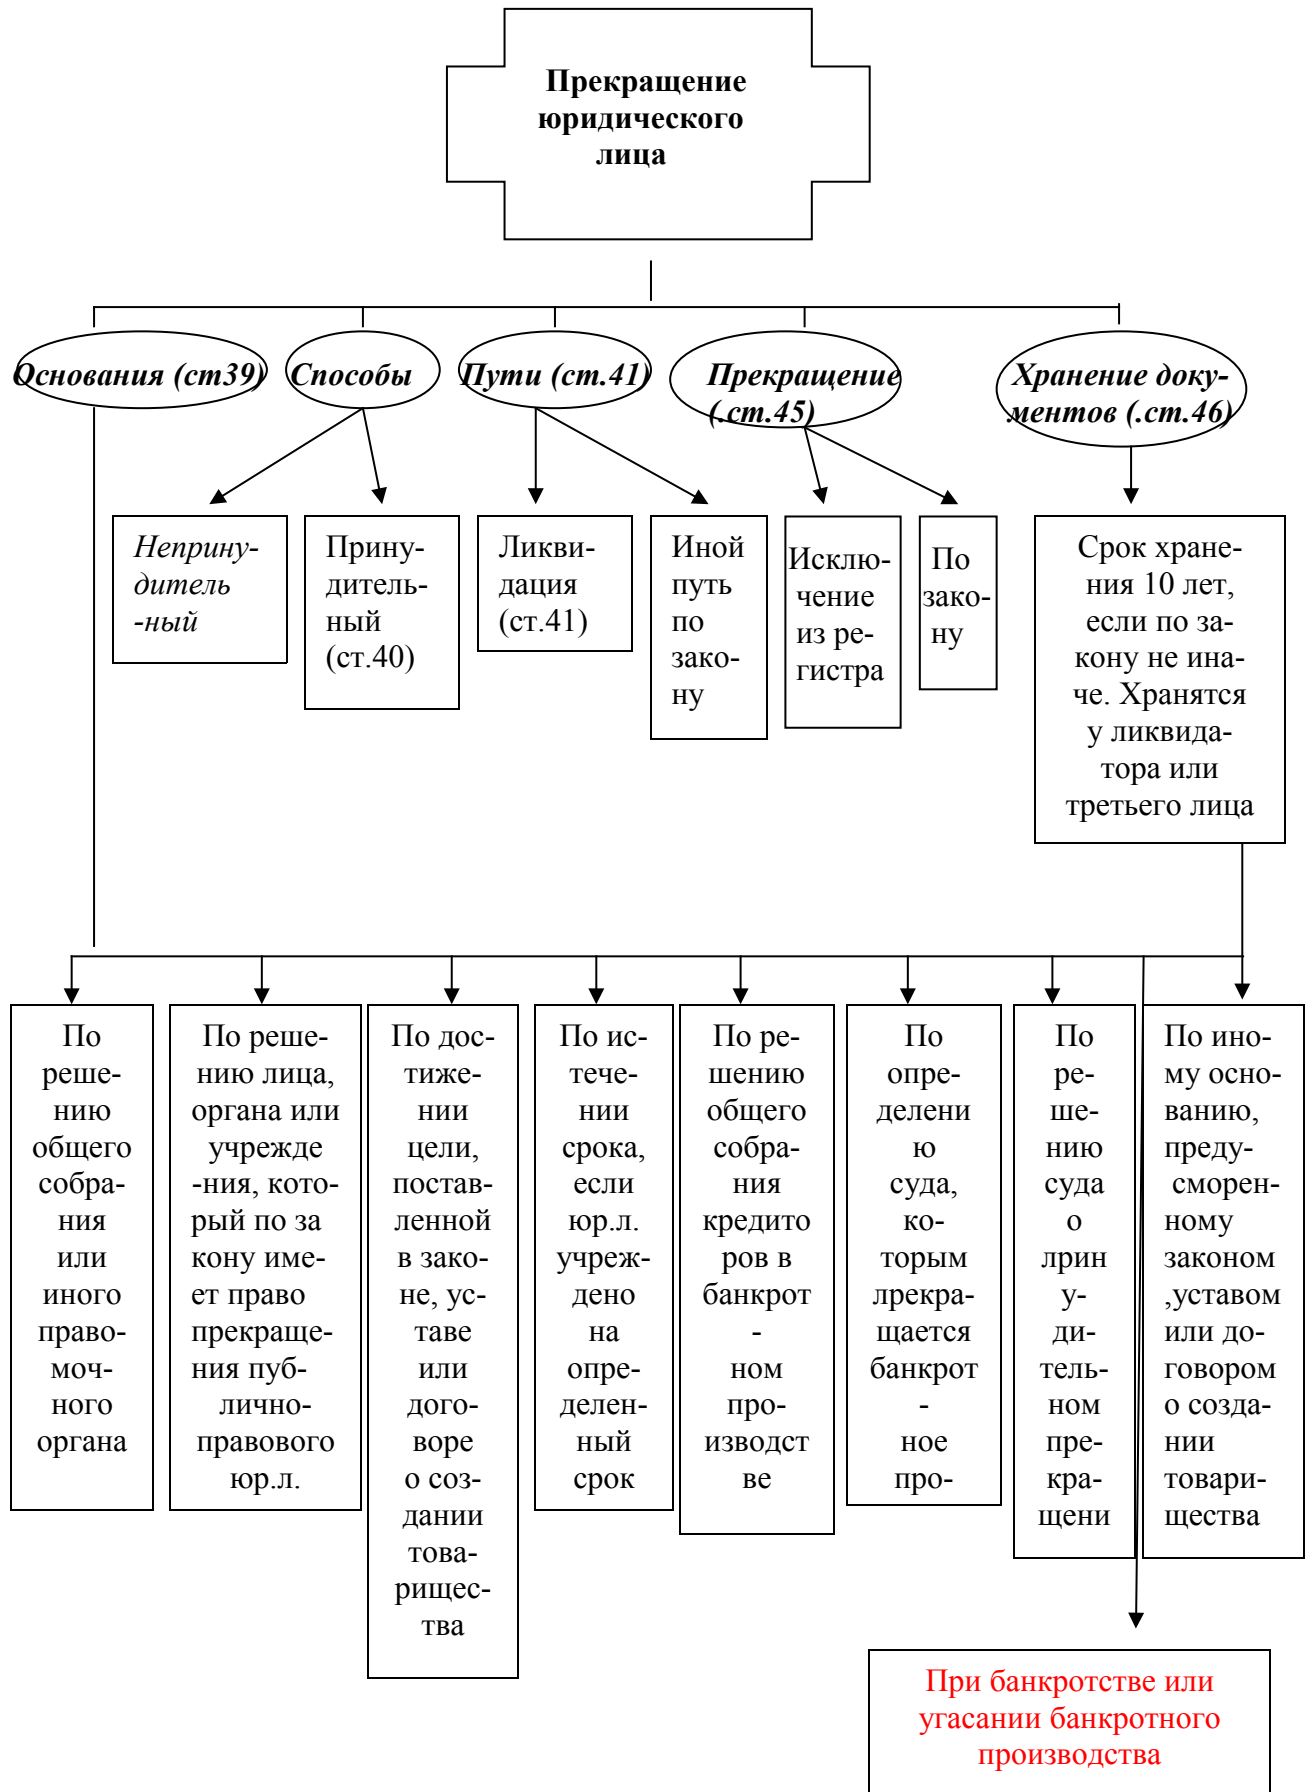 Прекращение
юридического
лица
Основания (ст39)
Способы
Пути (ст.41)
Прекращение
(.ст.45)
Хранение доку-
ментов (.ст.46)
Неприну-
дитель
-ный
Прину-
дитель-
ный
(ст.40)
Ликви-
дация
(ст.41)
Иной
путь
по
зако-
ну
Исклю-
чение
из ре-
гистра
По
зако-
ну
Срок хране-
ния 10 лет,
если по за-
кону не ина-
че. Хранятся
у ликвида-
тора или
третьего лица
По
реше-
нию
общего
собра-
ния
или
иного
право-
моч-
ного
органа
По реше-
нию лица,
органа или
учрежде
-ния, кото-
рый по за
кону име-
ет право
прекраще-
ния пуб-
лично-
правового
юр.л.
По дос-
тиже-
нии
цели,
постав-
ленной
в зако-
не, ус-
таве
или
дого-
воре
о соз-
дании
това-
рищес-
тва
По ис-
течении
срока,
если
юр.л.
учреж-
дено
на
опре-
делен-
ный
срок
По ре-
шению
общего
собра-
ния
кредито
ров в
банкрот
-
ном
про-
изводст
ве
По
опре-
делени
ю
суда,
ко-
торым
лрекра-
щается
банкрот
-
ное
про-
По
ре-
ше-
нию
суда
о
лрин
у-
ди-
тель-
ном
пре-
кра-
щени
По ино-
му осно-
ванию,
преду-
сморен-
ному
законом
,уставом
или до-
говором
о созда-
нии
товари-
щества
При банкротстве или
угасании банкротного
производства